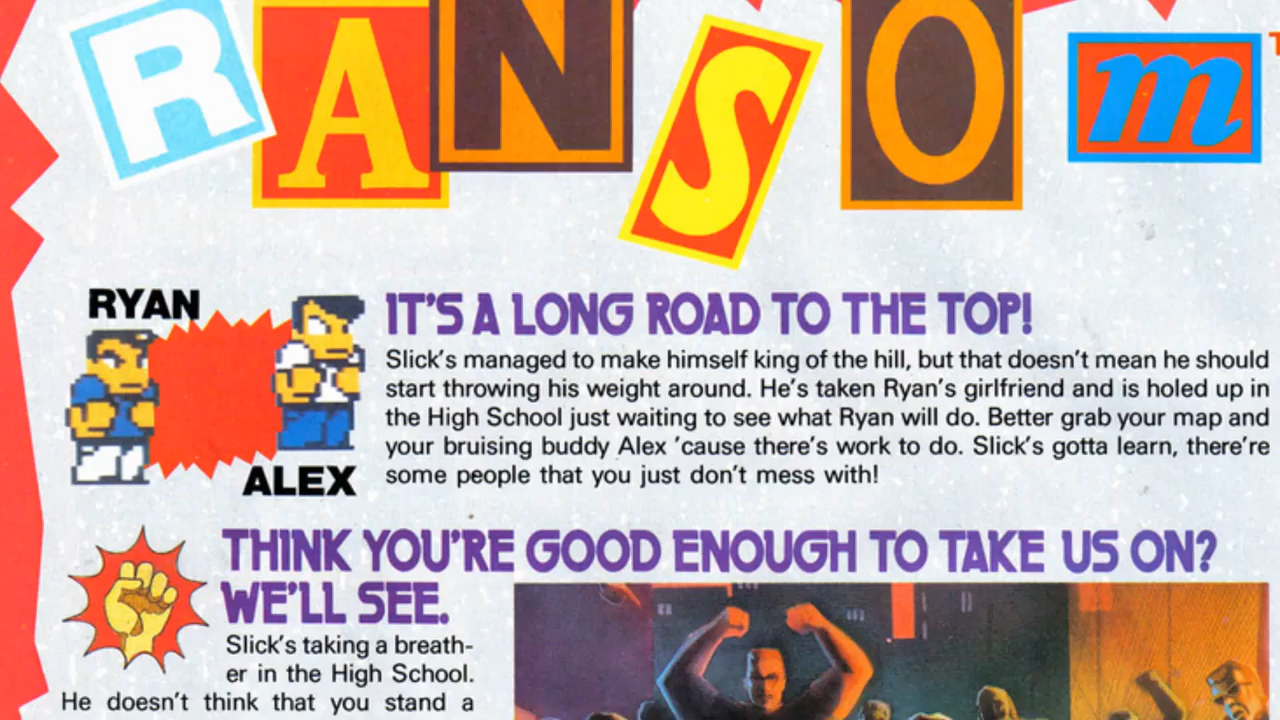 RANSOm
RYAN
ALEX
IT'S A LONG ROAD TO THE TOP!
Slick's managed to make himself king of the hill, but that doesn't mean he should
start throwing his weight around. He's taken Ryan's girlfriend and is holed up in
the High School just waiting to see what Ryan will do. Better grab your map and
your bruising buddy Alex 'cause there's work to do. Slick's gotta learn, there're
some people that you just don't mess with!
THINK YOU'RE GOOD ENOUGH TO TAKE US ON?
WE'LL SEE.
Slick's taking a breath-
er in the High School.
He doesn't think that you stand a